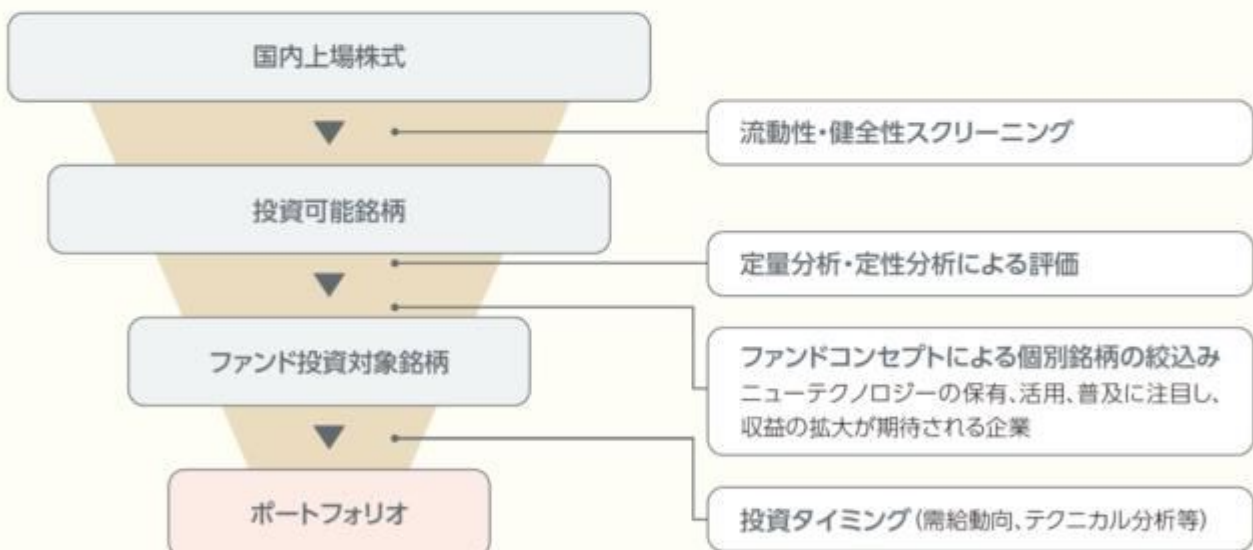 国内上場株式
流動性・健全性スクリーニング
投資可能銘柄
定量分析・定性分析による評価
ファンド投資対象銘柄
ファンドコンセプトによる個別銘柄の絞込み
ニューテクノロジーの保有、活用、普及に注目し、
収益の拡大が期待される企業
ポートフォリオ
投資タイミング(需給動向、テクニカル分析等)